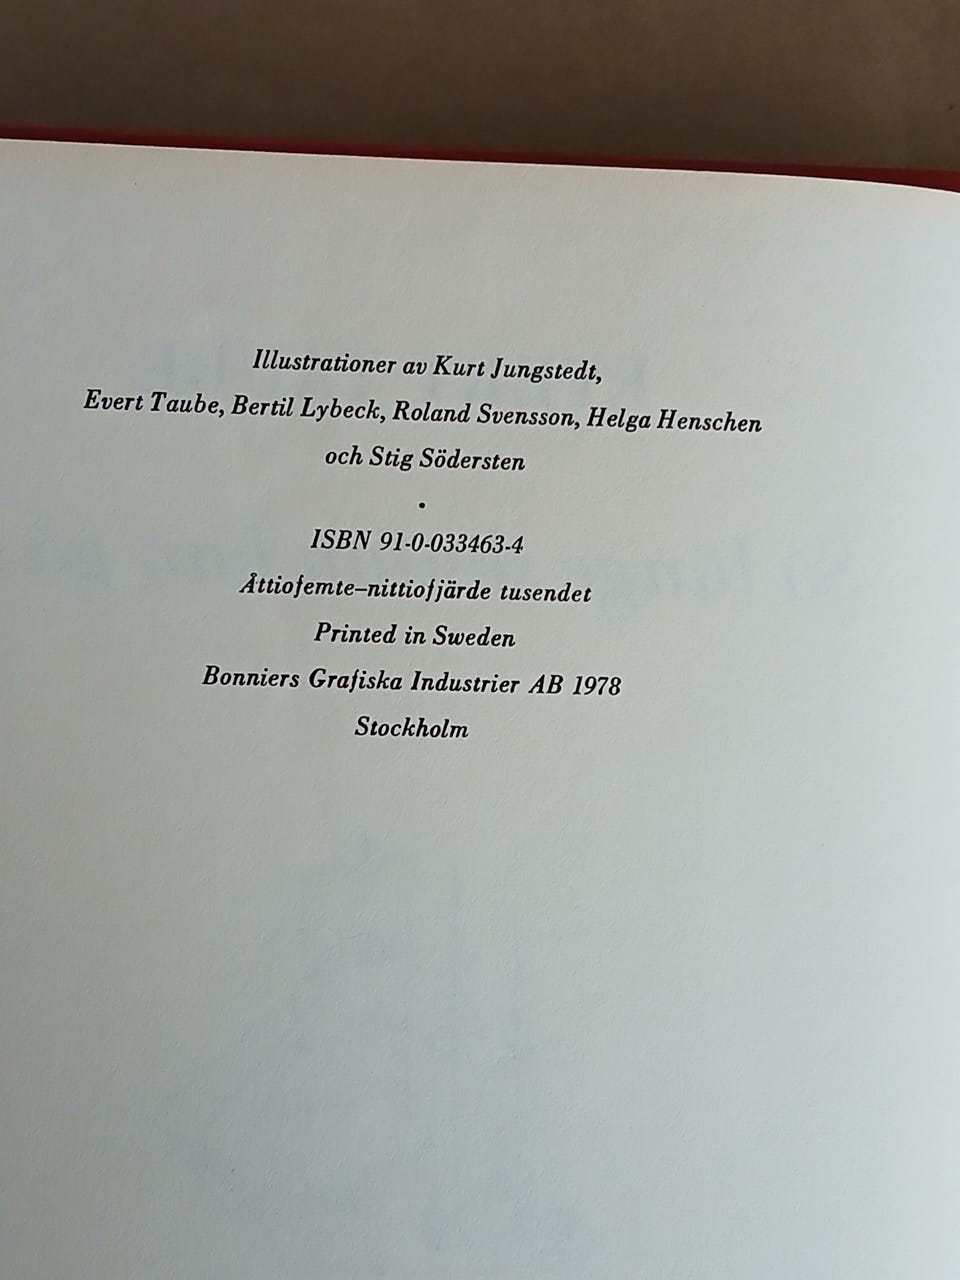 Illustrationer av Kurt Jungstedt,
Evert Taube, Bertil Lybeck, Roland Svensson, Helga Henschen
och Stig Södersten
•
ISBN 91-0-033463-4
Åttiofemte–nittiofjärde tusendet
Printed in Sweden
Bonniers Grafiska Industrier AB 1978
Stockholm